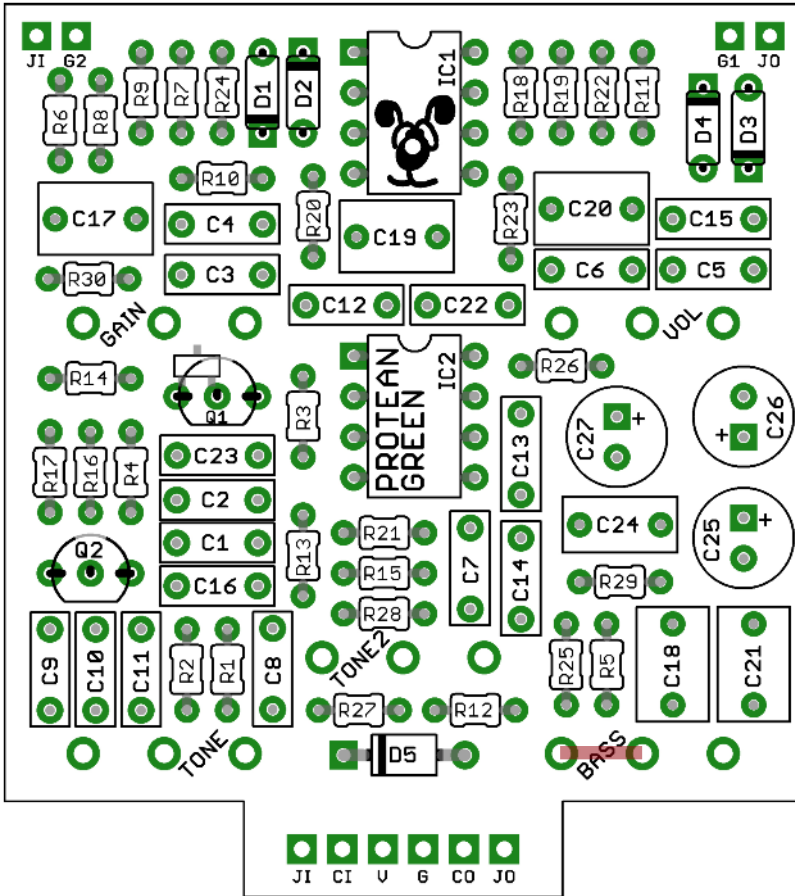 JI G2
G1 JO
R6
R8
R9
R7
R24
D1
D2
IC1
R18
R19
R22
R11
D4
D3
R10
C17
C4
R20
C19
R23
C20
C15
R30
C3
C6
C5
GAIN
C12
C22
VOL
R14
Q1
R3
IC2
PROTEAN
GREEN
R26
C27
+
C26
+
R17
R16
R4
C23
C2
C1
C16
R13
R21
R15
R28
C7
C13
C14
C24
C25
+
R29
Q2
C9
C10
C11
R2
R1
C8
TONE2
R25
R5
C18
C21
R27
R12
TONE
D5
BASS
JI CI V G CO JO